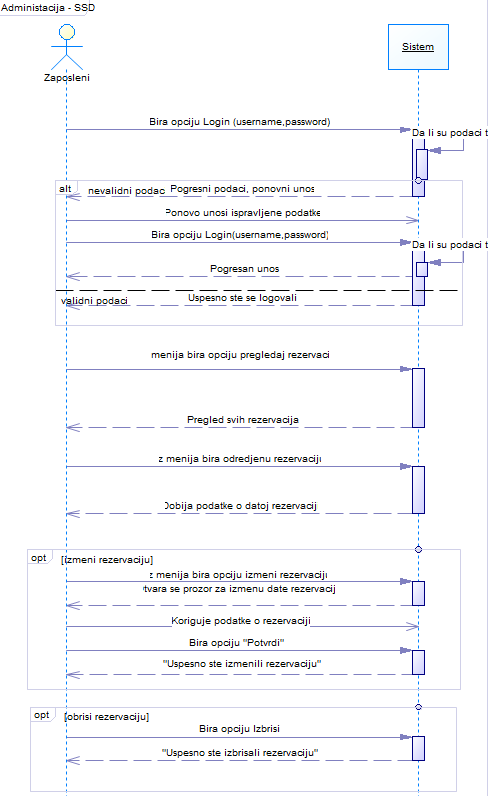 Administacija - SSD
Zaposleni
Sistem
Bira opciju Login (username,password)
Da li su podaci t
alt
nevalidni podac
Pogresni podaci, ponovni unos
Ponovo unosi ispravljene podatke
Bira opciju Login(username,password)
Da li su podaci t
Pogresan unos
validni podaci
Uspesno ste se logovali
menija bira opciju pregledaj rezervaci
Pregled svih rezervacija
z menija bira odredjenu rezervaciju
Dobija podatke o datoj rezervacij
opt
[izmeni rezervaciju]
z menija bira opciju izmeni rezervaciju
tvara se prozor za izmenu date rezervacij
Koriguje podatke o rezervaciji
Bira opciju "Potvrdi"
"Uspesno ste izmenili rezervaciju"
opt
[obrisi rezervaciju]
Bira opciju Izbrisi
"Uspesno ste izbrisali rezervaciju"